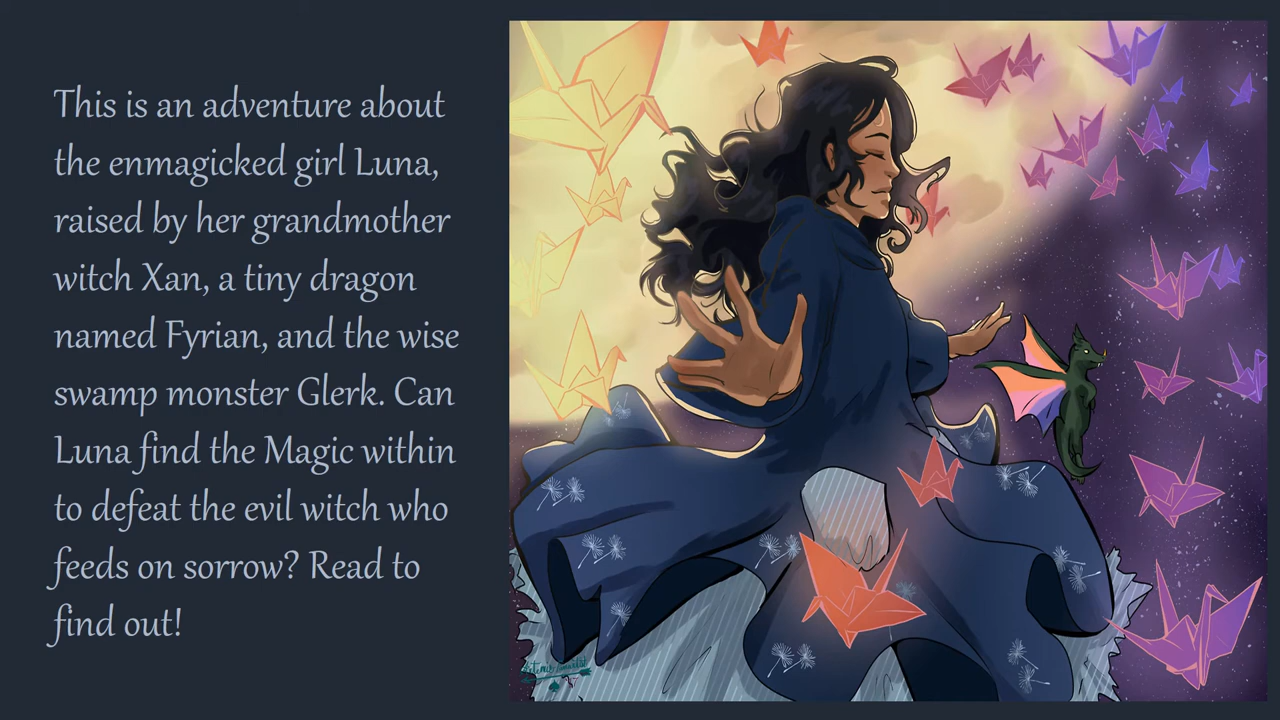 This is an adventure about
the enmagicked girl Luna,
raised by her grandmother
witch Xan, a tiny dragon
named Fyrian, and the wise
swamp monster Glerk. Can
Luna find the Magic within
to defeat the evil witch who
feeds on sorrow? Read to
find out!